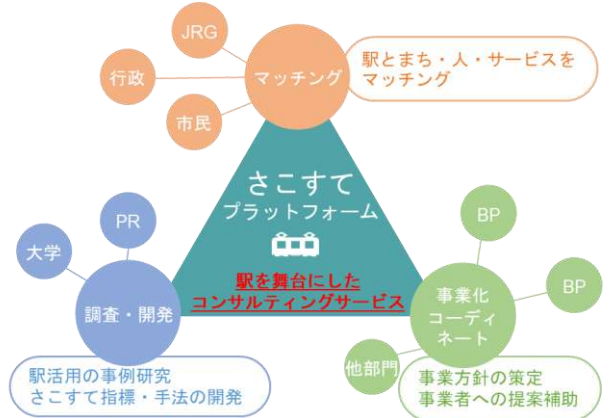 JRG
行政
市民
マッチング
駅とまち・人・サービスを
マッチング
さこすて
プラットフォーム
駅を舞台にした
コンサルティングサービス
PR
大学
調査・開発
駅活用の事例研究
さこすて指標・手法の開発
BP
BP
他部門
事業化
コーディ
ネート
事業方針の策定
事業者への提案補助